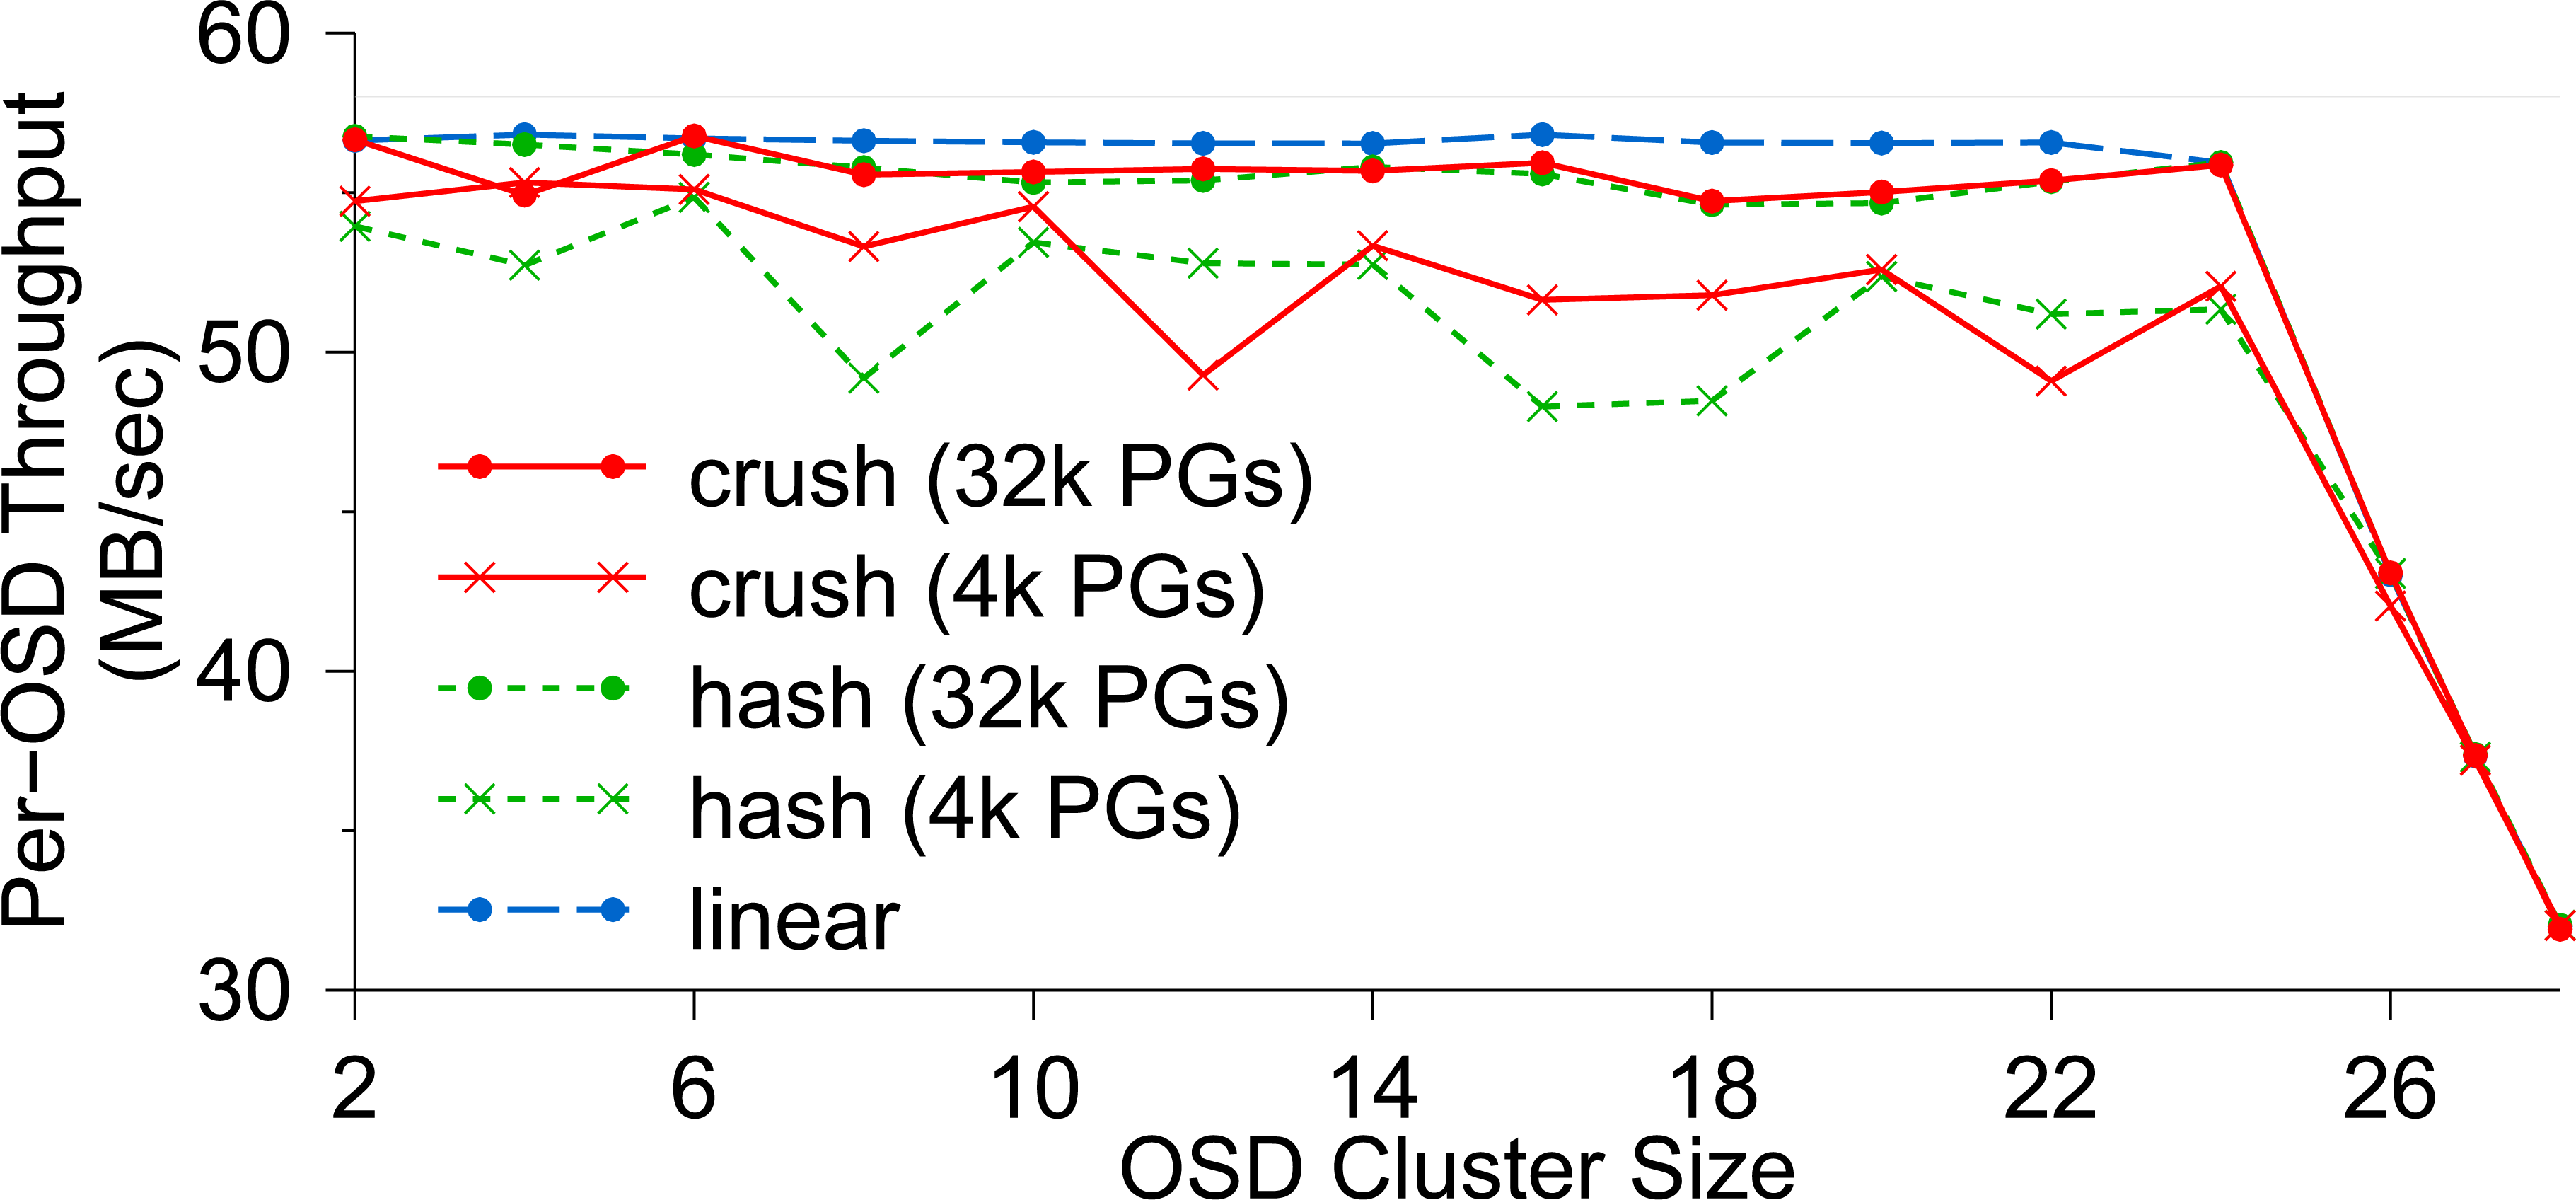 60
50
40
30
Per−OSD Throughput
(MB/sec)
crush (32k PGs)
crush (4k PGs)
hash (32k PGs)
hash (4k PGs)
linear
2 6 10 14 18 22 26
OSD Cluster Size